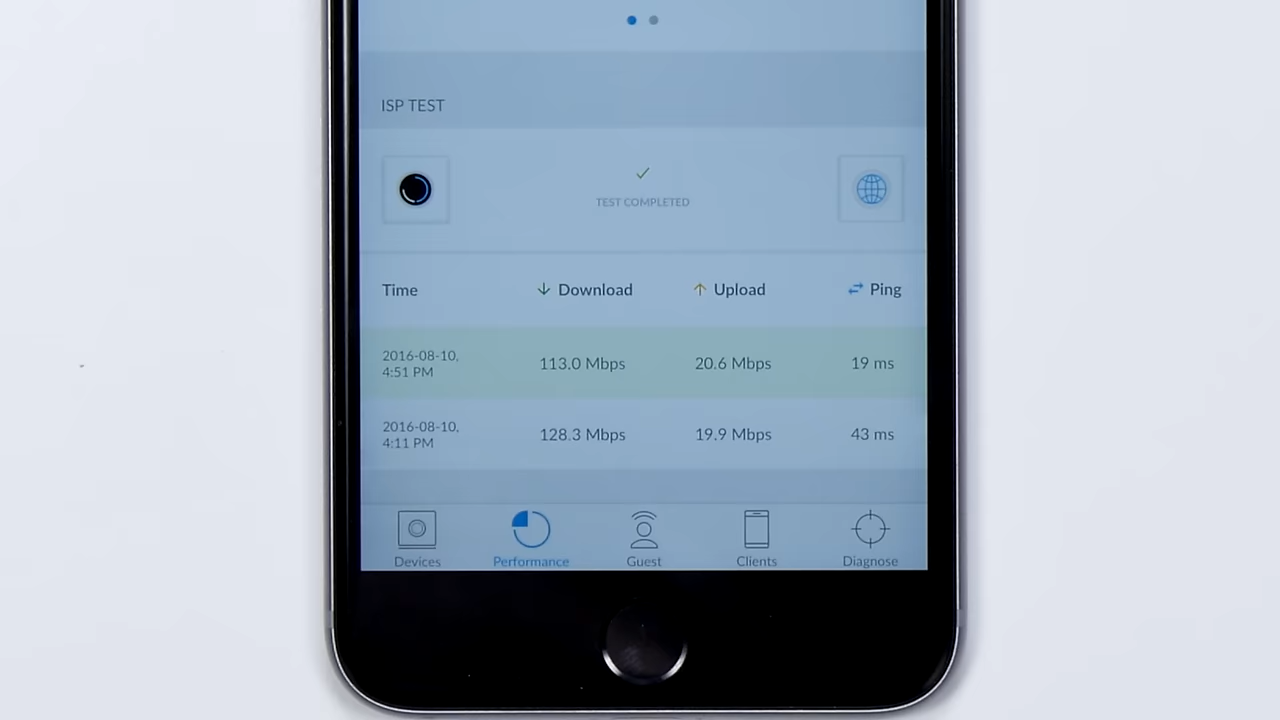 ISP TEST
TEST COMPLETED
Time Download Upload Ping
2016-08-10,
4:51 PM 113.0 Mbps 20.6 Mbps 19 ms
2016-08-10,
4:11 PM 128.3 Mbps 19.9 Mbps 43 ms
Devices Performance Guest Clients Diagnose